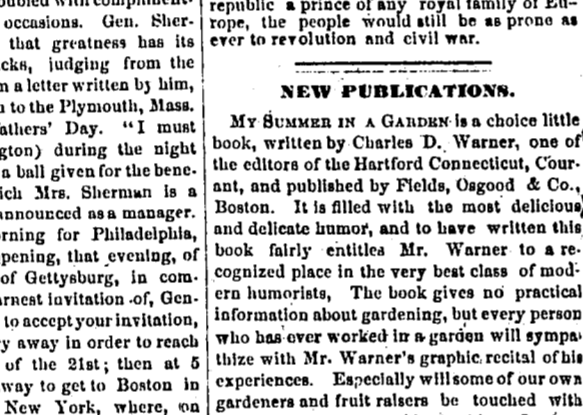 occasions. Gen. Sher-
that greatness has its
cks, judging from the
n a letter written by him,
to the Plymouth, Mass.
athers' Day. "I must
gton) during the night
a ball given for the bene-
ich Mrs. Sherman is a
announced as a manager.
rning for Philadelphia,
pening, that evening, of
of Gettysburg, in com-
arnest invitation of, Gen-
to accept your invitation,
y away in order to reach
of the 21st; then at 5
way to get to Boston in
New York, where, on
republic a prince of any royal family of Eu-
rope, the people would still be as prone as
ever to revolution and civil war.
NEW PUBLICATIONS.
MY SUMMER IN A GARDEN is a choice little
book, written by Charles D. Warner, one of
the editors of the Hartford Connecticut, Cour-
ant, and published by Fields, Osgood & Co.,
Boston. It is filled with the most delicious
and delicate humor, and to have written this
book fairly entitles Mr. Warner to a re-
cognized place in the very best class of mod-
ern humorists, The book gives no practical
information about gardening, but every person
who has ever worked in a garden will sympa
thize with Mr. Warner's graphic recital of his
experiences. Especially will some of our own
gardeners and fruit raisers be touched with